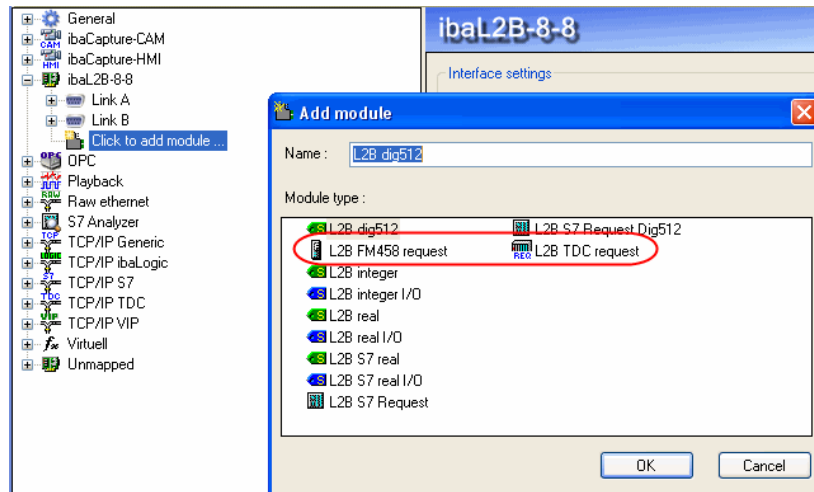 General
ibaCapture-CAM
ibaCapture-HMI
ibaL2B-8-8
Link A
Link B
Click to add module ...
OPC
Playback
Raw ethernet
S7 Analyzer
TCP/IP Generic
TCP/IP ibaLogic
TCP/IP S7
TCP/IP TDC
TCP/IP VIP
Virtuell
Unmapped
ibaL2B-8-8
Interface settings
Add module
Name : L2B dig512
Module type :
L2B dig512
L2B FM458 request
L2B integer
L2B integer I/O
L2B real
L2B real I/O
L2B S7 real
L2B S7 real I/O
L2B S7 Request
L2B S7 Request Dig512
L2B TDC request
OK Cancel